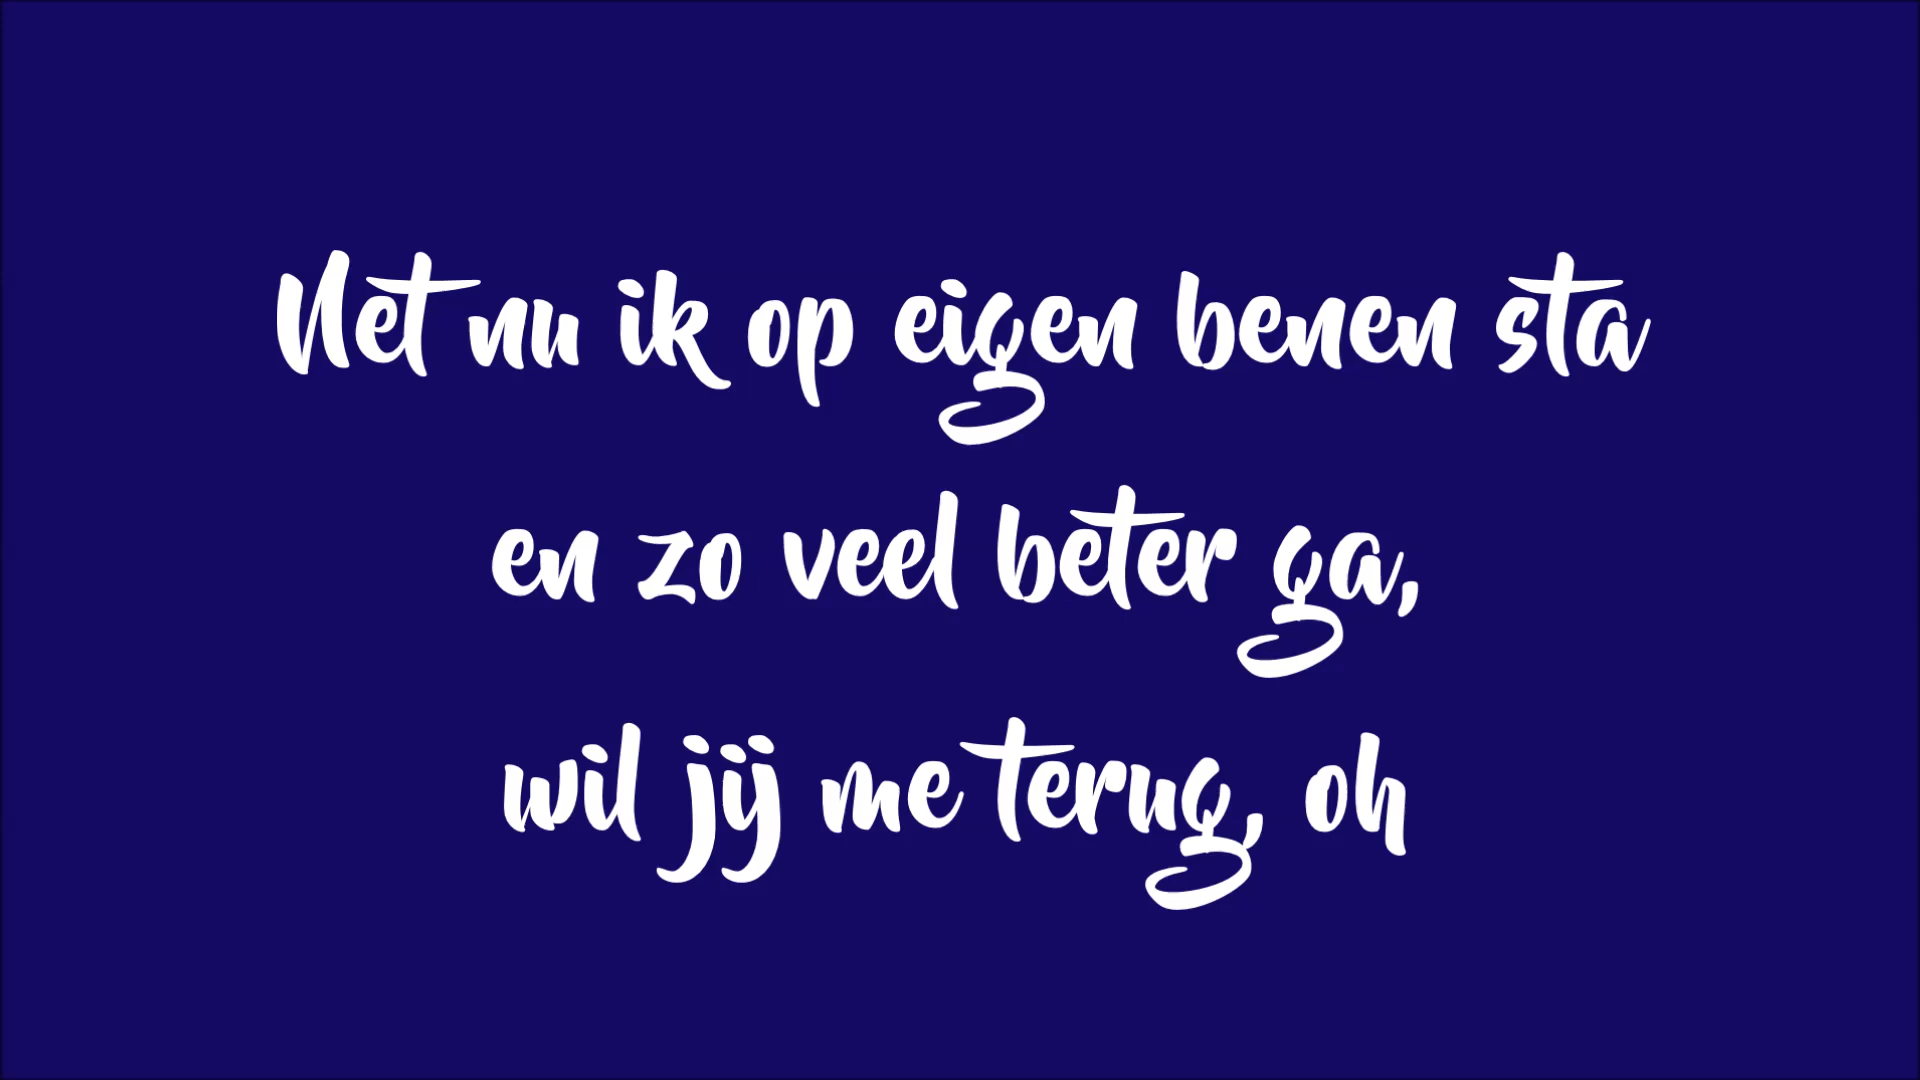 Net nu ik op eigen benen sta
en zo veel beter ga,
wil jij me terug, oh